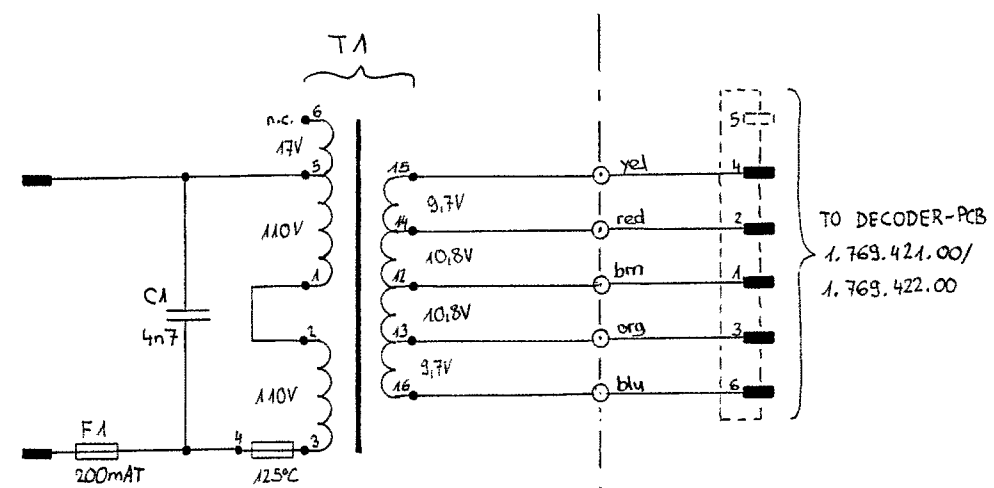 T1
n.c. 6
17V
5
110V
1
2
110V
3
4
125°C
C1
4n7
F1
200mAT
15
9,7V
14
10,8V
12
10,8V
13
9,7V
16
yel
red
brn
org
blu
5
4
2
1
3
6
TO DECODER-PCB
1.769.421.00/
1.769.422.00